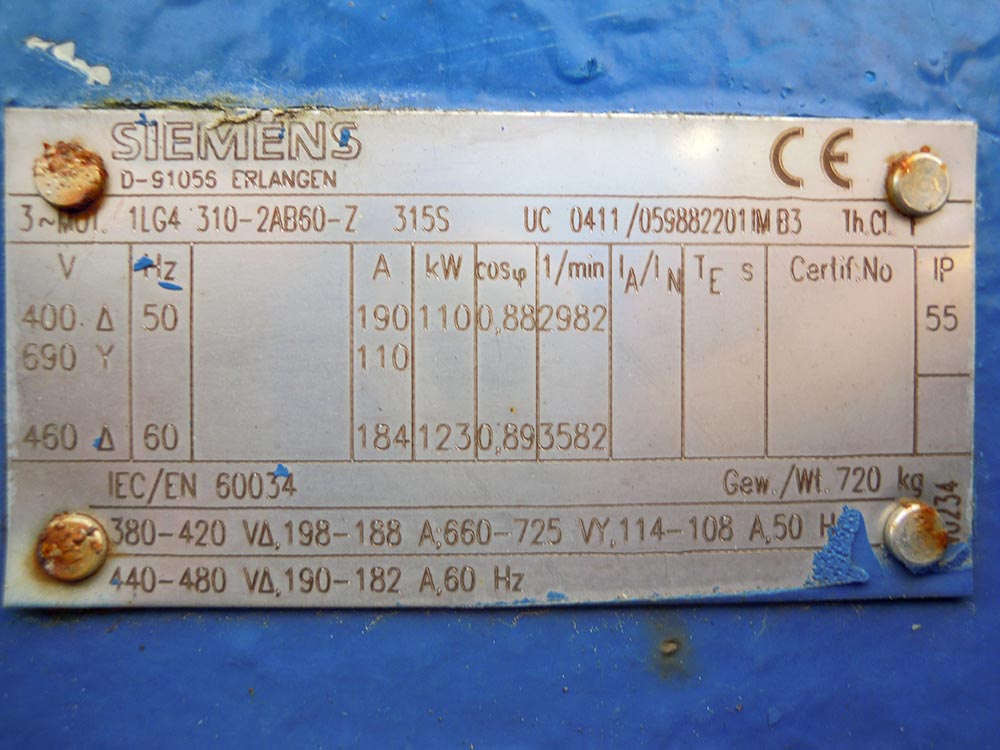 SIEMENS CE
D-91056 ERLANGEN
3~Mot. 1LG4 310-2AB60-Z 315S UC 0411/059882201 IM B3 Th.Cl. F
V Hz A kW cosφ 1/min IA/IN TE s Certif.No IP
400 Δ 50 190 110 0,88 2982 55
690 Y 110
460 Δ 60 184 123 0,89 3582
IEC/EN 60034 Gew./Wt. 720 kg
380-420 VΔ,198-188 A;660-725 VY,114-108 A,50 H
440-480 VΔ,190-182 A,60 Hz